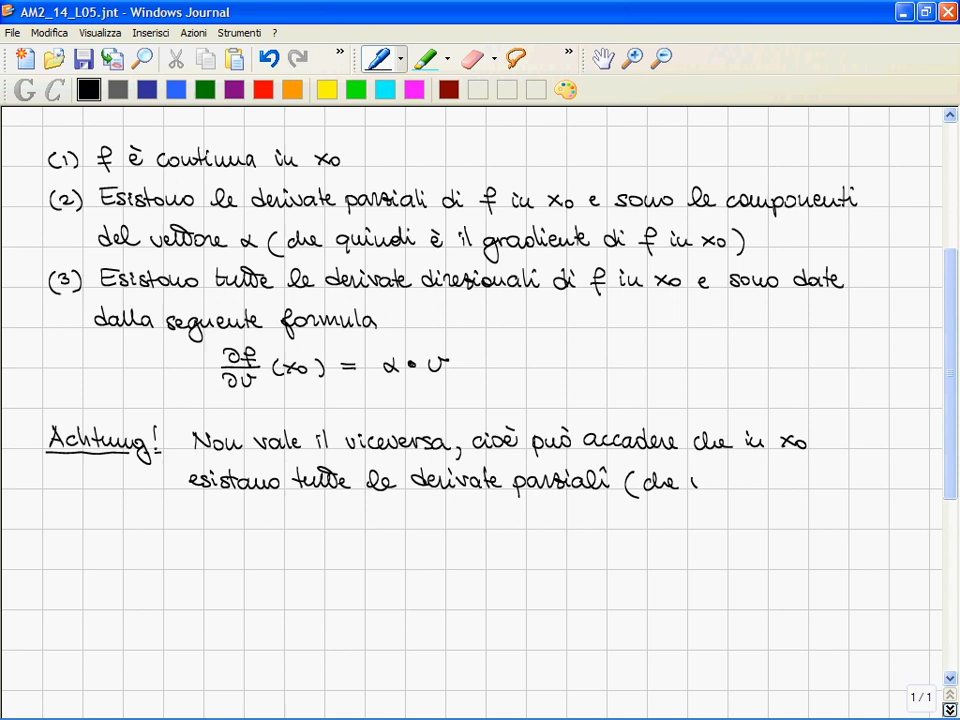 AM2_14_L05.jnt - Windows Journal
File Modifica Visualizza Inserisci Azioni Strumenti ?
(1) f è continua in x0
(2) Esistono le derivate parziali di f in x0 e sono le componenti
del vettore α (che quindi è il gradiente di f in x0)
(3) Esistono tutte le derivate direzionali di f in x0 e sono date
dalla seguente formula
∂f/∂v (x0) = α • v
Achtung! Non vale il viceversa, cioè può accadere che in x0
esistano tutte le derivate parziali (che
1 / 1